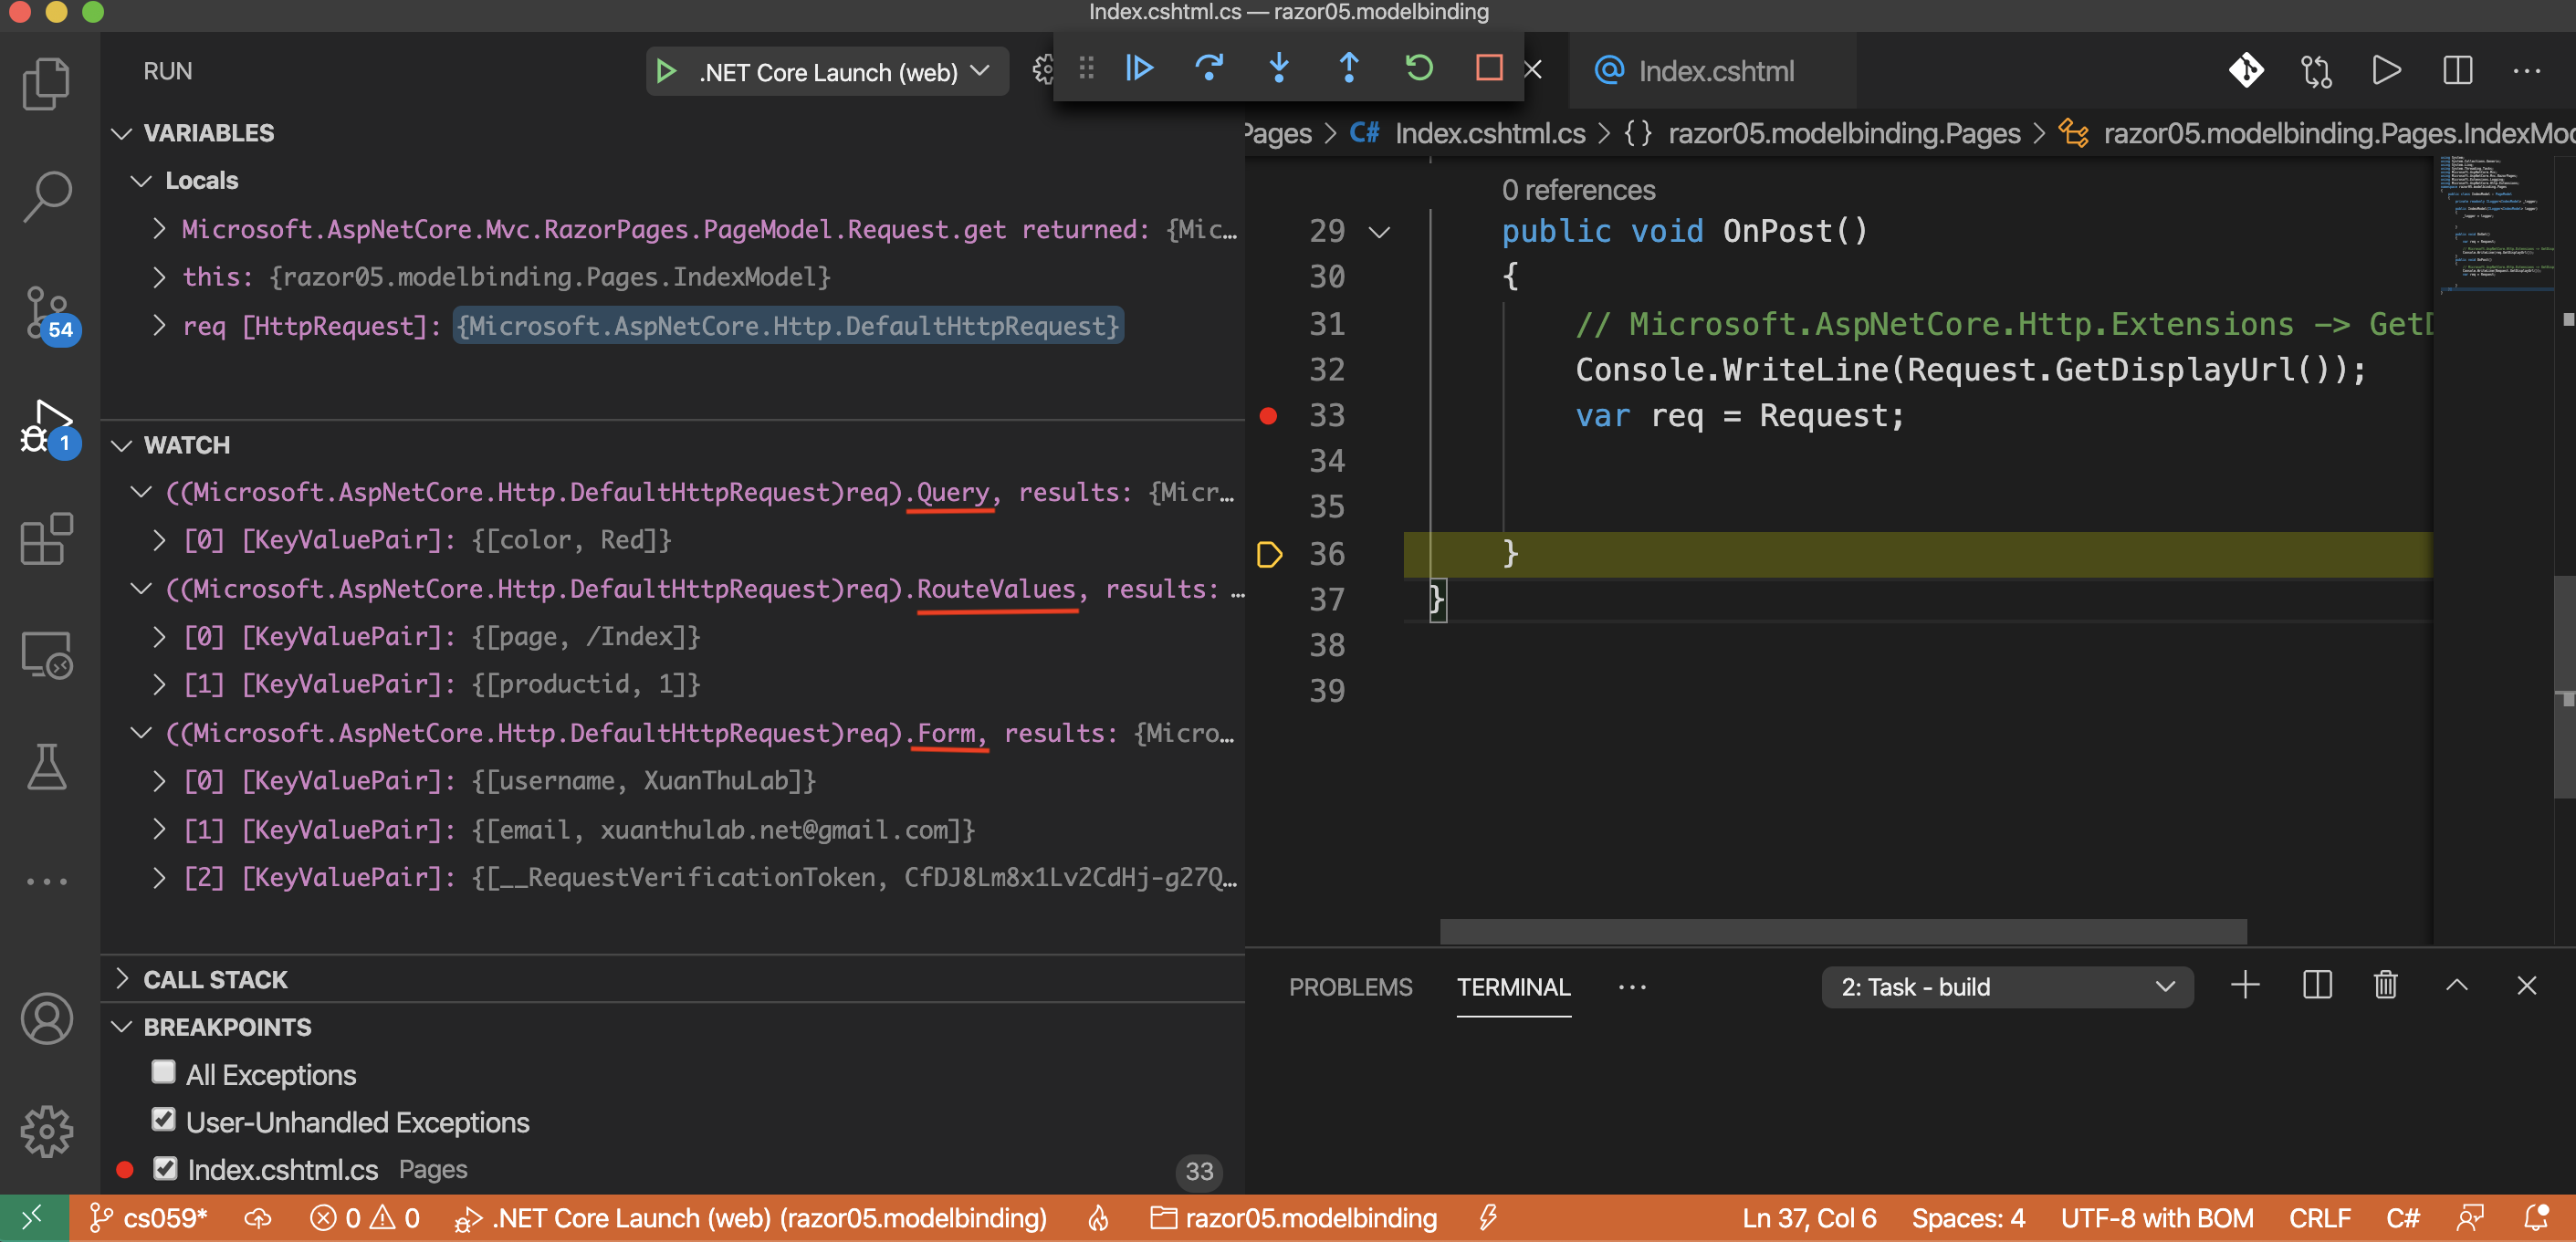 Index.cshtml.cs — razor05.modelbinding
RUN
.NET Core Launch (web)
Index.cshtml
VARIABLES
Locals
Microsoft.AspNetCore.Mvc.RazorPages.PageModel.Request.get returned: {Mic…
this: {razor05.modelbinding.Pages.IndexModel}
req [HttpRequest]: {Microsoft.AspNetCore.Http.DefaultHttpRequest}
WATCH
((Microsoft.AspNetCore.Http.DefaultHttpRequest)req).Query, results: {Micr…
[0] [KeyValuePair]: {[color, Red]}
((Microsoft.AspNetCore.Http.DefaultHttpRequest)req).RouteValues, results: …
[0] [KeyValuePair]: {[page, /Index]}
[1] [KeyValuePair]: {[productid, 1]}
((Microsoft.AspNetCore.Http.DefaultHttpRequest)req).Form, results: {Micro…
[0] [KeyValuePair]: {[username, XuanThuLab]}
[1] [KeyValuePair]: {[email, xuanthulab.net@gmail.com]}
[2] [KeyValuePair]: {[__RequestVerificationToken, CfDJ8Lm8x1Lv2CdHj-g27Q…
CALL STACK
BREAKPOINTS
All Exceptions
User-Unhandled Exceptions
Index.cshtml.cs Pages 33
54
1
Pages > C# Index.cshtml.cs > {} razor05.modelbinding.Pages > razor05.modelbinding.Pages.IndexMod
0 references
29 public void OnPost()
30 {
31 // Microsoft.AspNetCore.Http.Extensions -> GetD
32 Console.WriteLine(Request.GetDisplayUrl());
33 var req = Request;
34
35
36 }
37 }
38
39
PROBLEMS TERMINAL ··· 2: Task - build
cs059* 0 0 .NET Core Launch (web) (razor05.modelbinding) razor05.modelbinding Ln 37, Col 6 Spaces: 4 UTF-8 with BOM CRLF C#